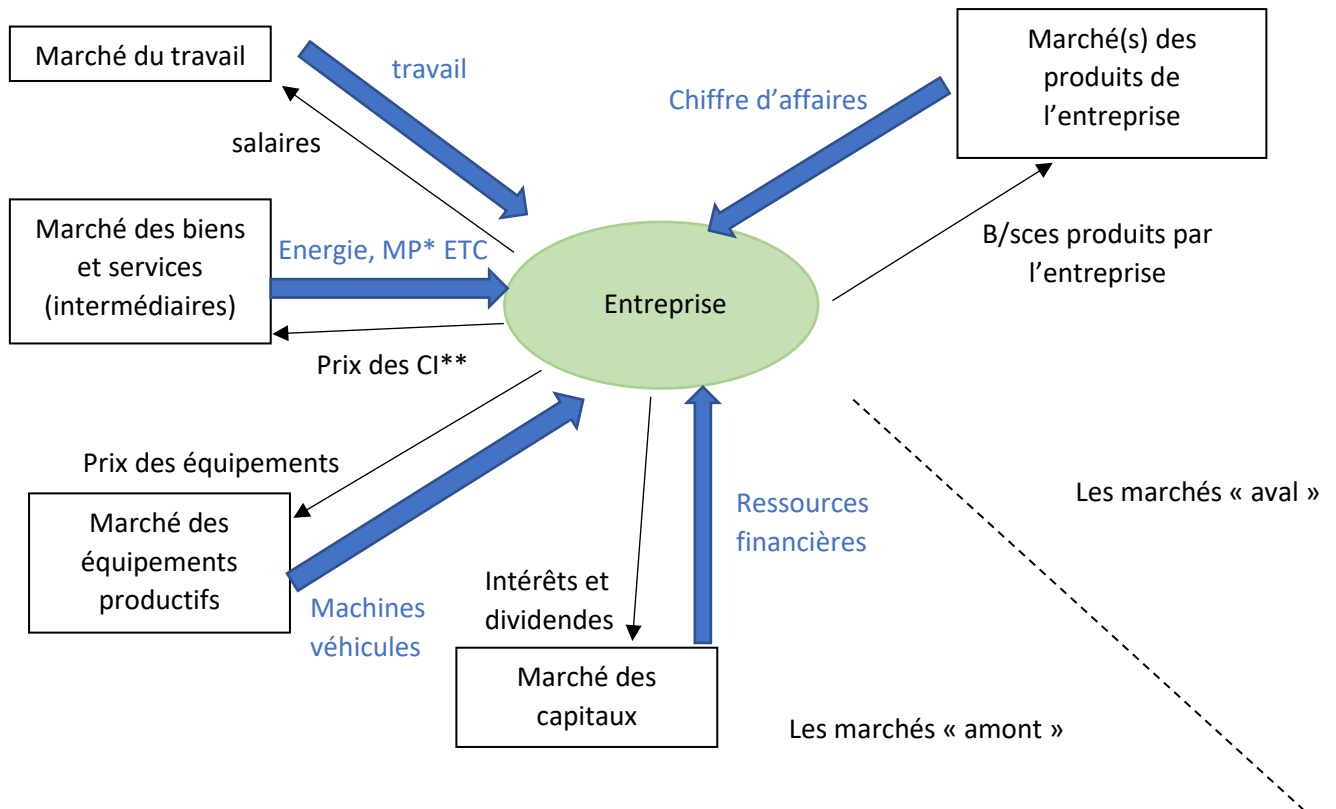 Marché du travail
travail
salaires
Chiffre d’affaires
Marché(s) des
produits de
l’entreprise
Marché des biens
et services
(intermédiaires)
Energie, MP* ETC
Prix des CI**
Entreprise
B/sces produits par
l’entreprise
Prix des équipements
Marché des
équipements
productifs
Machines
véhicules
Intérêts et
dividendes
Ressources
financières
Marché des
capitaux
Les marchés « aval »
Les marchés « amont »